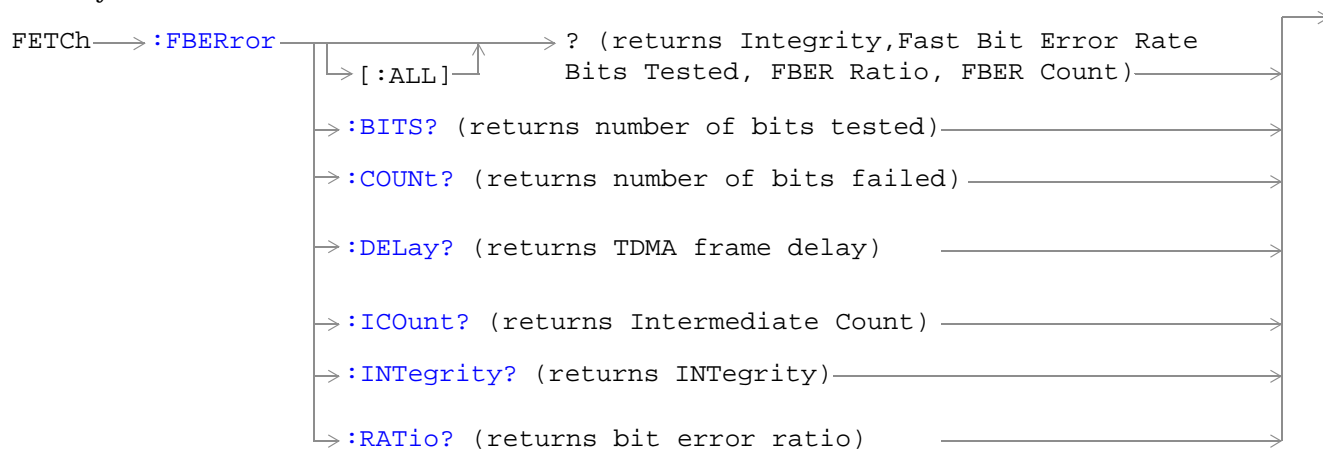 FETCh :FBERror ? (returns Integrity,Fast Bit Error Rate
[:ALL] Bits Tested, FBER Ratio, FBER Count)
:BITS? (returns number of bits tested)
:COUNt? (returns number of bits failed)
:DELay? (returns TDMA frame delay)
:ICOunt? (returns Intermediate Count)
:INTegrity? (returns INTegrity)
:RATio? (returns bit error ratio)